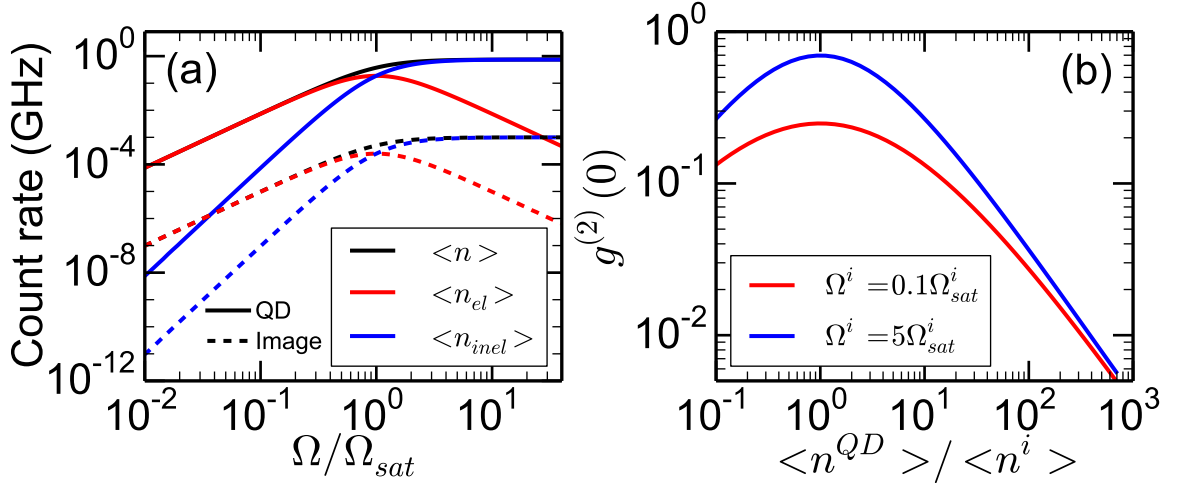 (a)
Count rate (GHz)
10^0
10^-4
10^-8
10^-12
10^-2
10^-1
10^0
10^1
Ω/Ω_sat
QD
Image
<n>
<n_el>
<n_inel>
(b)
g^(2)(0)
10^0
10^-1
10^-2
10^-1
10^0
10^1
10^2
10^3
<n^QD >/<n^i >
Ω^i =0.1Ω^i_sat
Ω^i =5Ω^i_sat